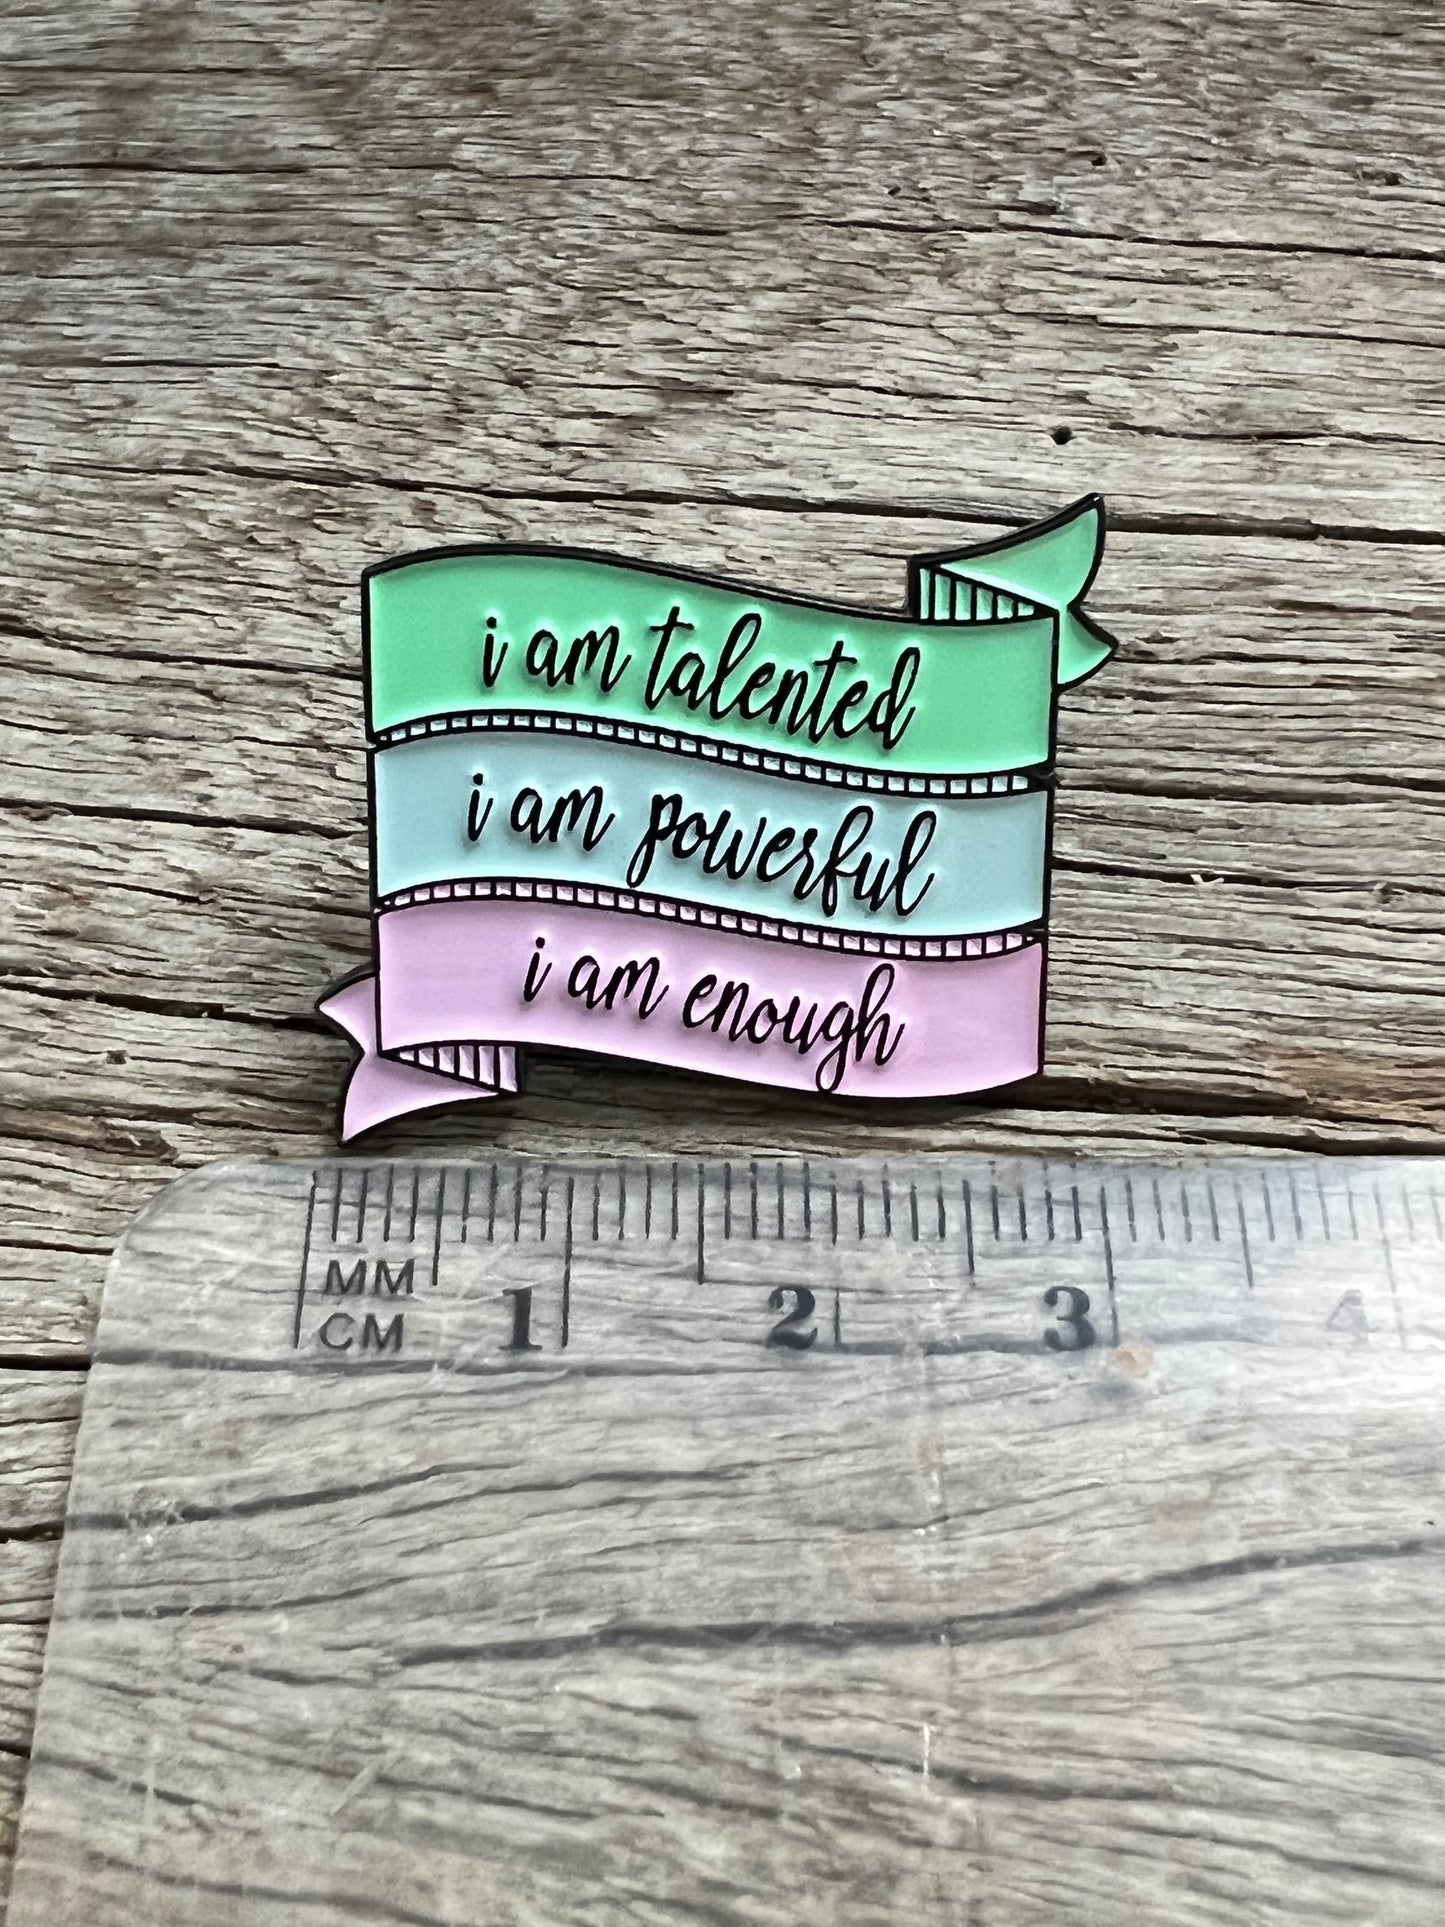 i am talented
i am powerful
i am enough
MM
CM 1 2 3 4